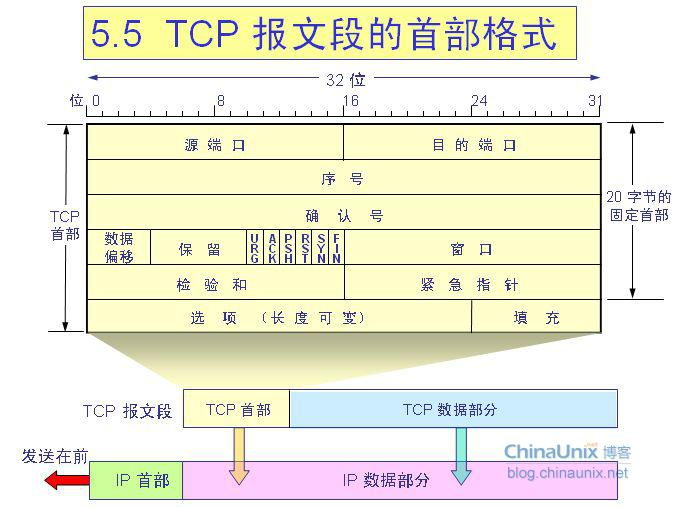 5.5 TCP 报文段的首部格式
32 位
位 0 8 16 24 31
源 端 口 目 的 端 口
序 号
TCP
首部
确 认 号
20 字节的
固定首部
数据
偏移
保 留
URG
ACK
PSH
RST
SYN
FIN
窗 口
检 验 和 紧 急 指 针
选 项 (长 度 可 变) 填 充
TCP 报文段 TCP 首部 TCP 数据部分
ChinaUnix.net 博客
blog.chinaunix.net
发送在前
IP 首部 IP 数据部分